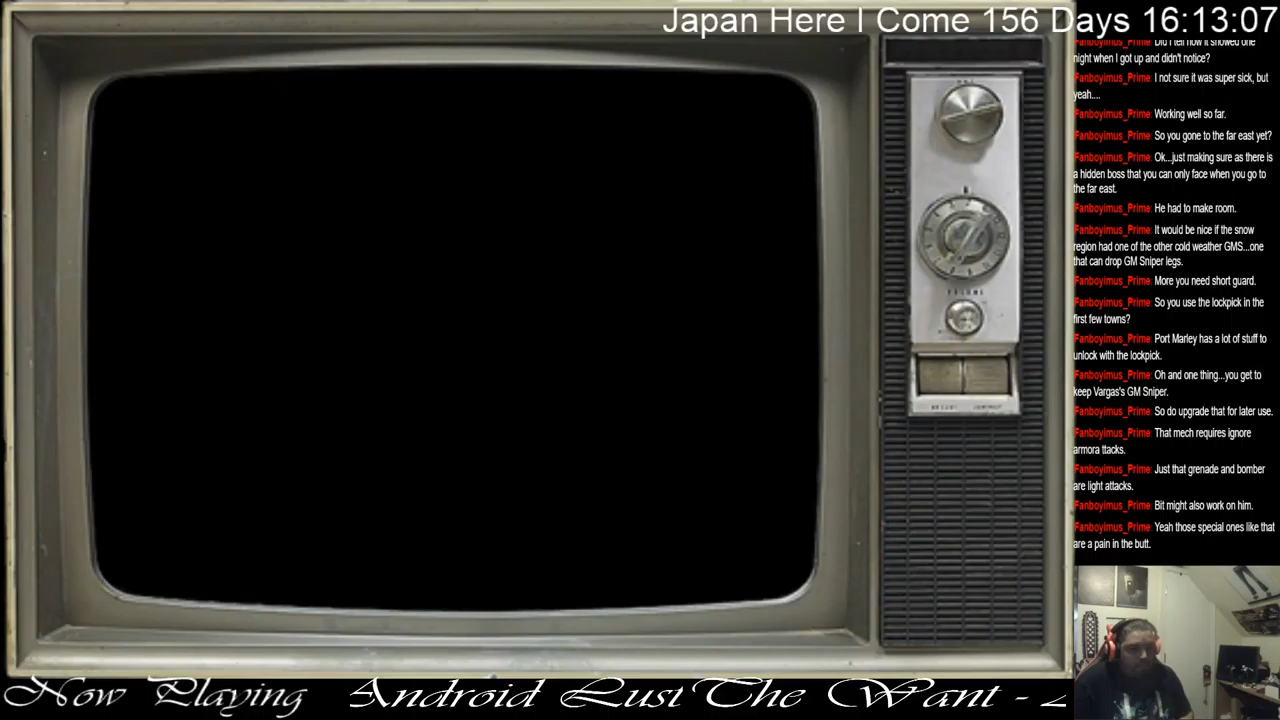 Japan Here I Come 156 Days 16:13:07
Fanboyimus_Prime: Did I tell how it showed one
night when I got up and didn't notice?
Fanboyimus_Prime: I not sure it was super sick, but
yeah....
Fanboyimus_Prime: Working well so far.
Fanboyimus_Prime: So you gone to the far east yet?
Fanboyimus_Prime: Ok...just making sure as there is
a hidden boss that you can only face when you go to
the far east.
Fanboyimus_Prime: He had to make room.
Fanboyimus_Prime: It would be nice if the snow
region had one of the other cold weather GMS...one
that can drop GM Sniper legs.
Fanboyimus_Prime: More you need short guard.
Fanboyimus_Prime: So you use the lockpick in the
first few towns?
Fanboyimus_Prime: Port Marley has a lot of stuff to
unlock with the lockpick.
Fanboyimus_Prime: Oh and one thing...you get to
keep Vargas's GM Sniper.
Fanboyimus_Prime: So do upgrade that for later use.
Fanboyimus_Prime: That mech requires ignore
armora ttacks.
Fanboyimus_Prime: Just that grenade and bomber
are light attacks.
Fanboyimus_Prime: Bit might also work on him.
Fanboyimus_Prime: Yeah those special ones like that
are a pain in the butt.
VOLUME
Now Playing Android Lust The Want -